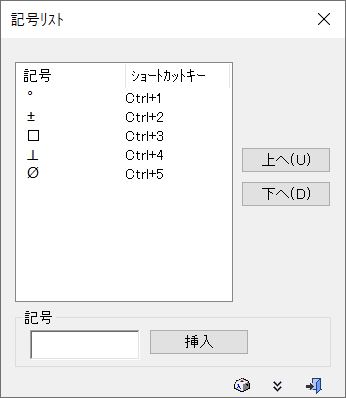 記号リスト
記号 ショートカットキー
° Ctrl+1
± Ctrl+2
□ Ctrl+3
⊥ Ctrl+4
Ø Ctrl+5
上へ(U)
下へ(D)
記号
挿入